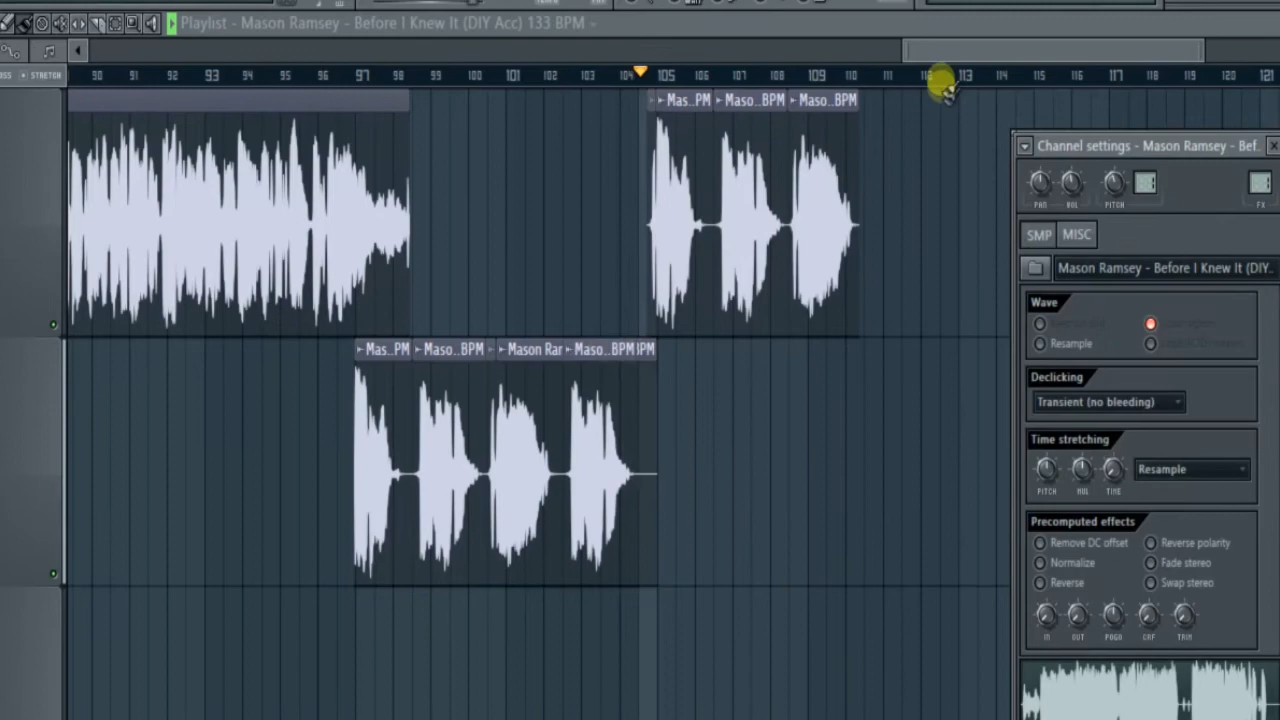 Playlist - Mason Ramsey - Before I Knew It (DIY Acc) 133 BPM
STRETCH
90 91 92 93 94 95 96 97 98 99 100 101 102 103 104 105 106 107 108 109 110 111 113 114 115 116 117 118 119 120 121
Mas..PM Maso..BPM Maso..BPM
Mas..PM Maso..BPM Mason Rar Maso..BPM IPM
Channel settings - Mason Ramsey - Bef.
PAN VOL PITCH FX
SMP MISC
Mason Ramsey - Before I Knew It (DIY..
Wave
Resample
Declicking
Transient (no bleeding)
Time stretching
Resample
PITCH MUL TIME
Precomputed effects
Remove DC offset Reverse polarity
Normalize Fade stereo
Reverse Swap stereo
IN OUT POGO CRF TRIM